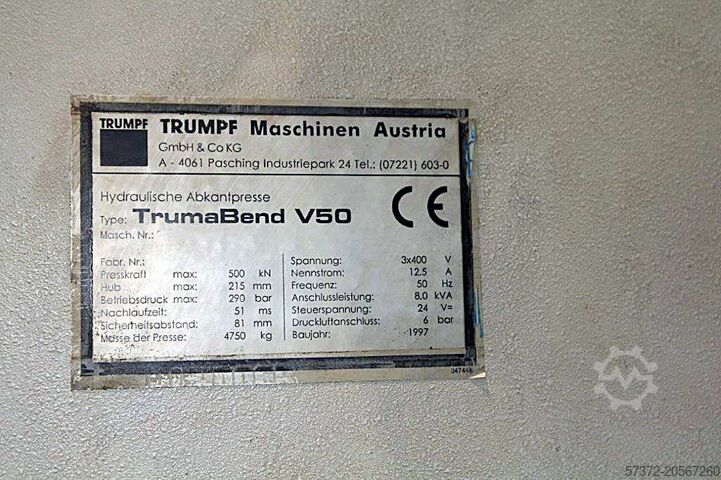 TRUMPF
TRUMPF Maschinen Austria
GmbH & Co KG
A - 4061 Pasching Industriepark 24 Tel.: (07221) 603-0
Hydraulische Abkantpresse
Type: TrumaBend V50
CE
Masch. Nr.:
Fabr. Nr.:
Presskraft max: 500 kN
Hub max: 215 mm
Betriebsdruck max: 290 bar
Nachlaufzeit: 51 ms
Sicherheitsabstand: 81 mm
Masse der Presse: 4750 kg
Spannung: 3x400 V
Nennstrom: 12,5 A
Frequenz: 50 Hz
Anschlussleistung: 8,0 kVA
Steuerspannung: 24 V=
Druckluftanschluss: 6 bar
Baujahr: 1997
047448
57372-20567260